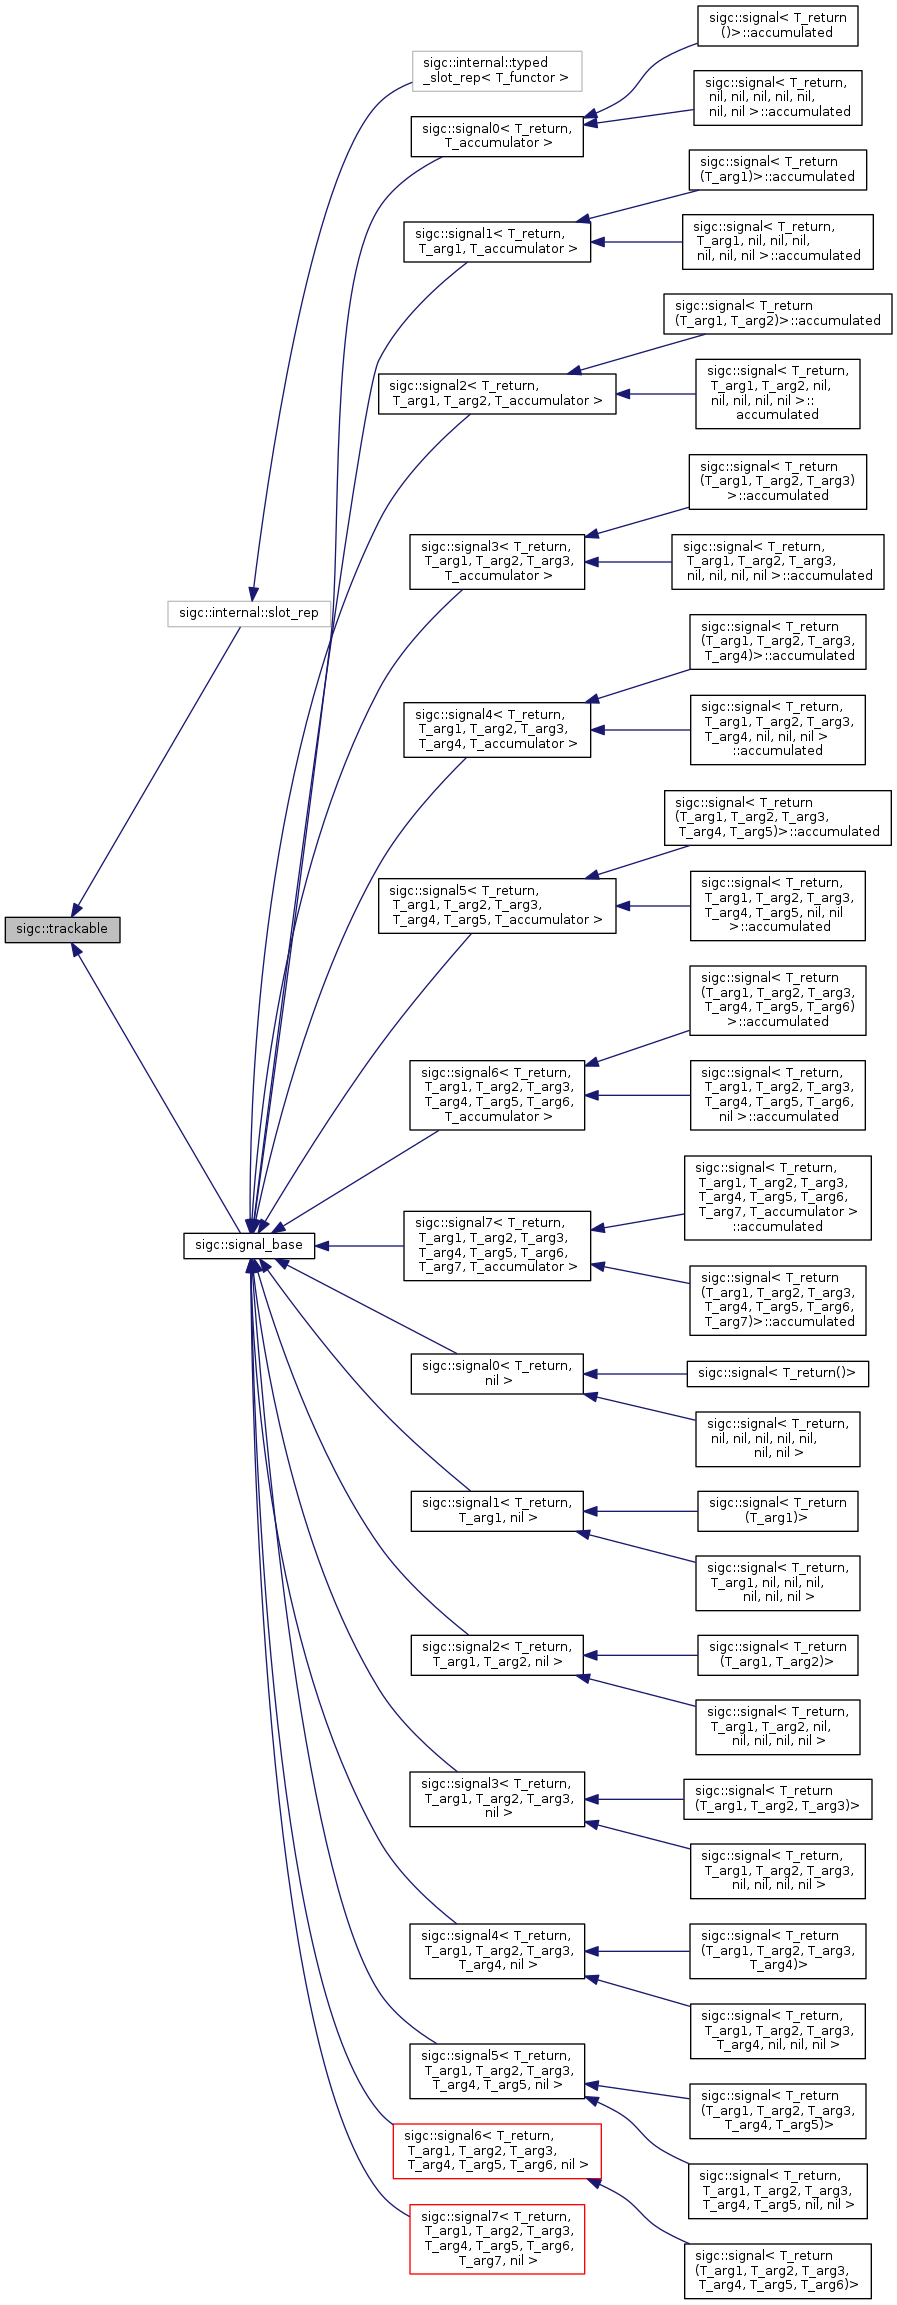 sigc::trackable
sigc::internal::slot_rep
sigc::signal_base
sigc::internal::typed
_slot_rep< T_functor >
sigc::signal0< T_return,
T_accumulator >
sigc::signal1< T_return,
T_arg1, T_accumulator >
sigc::signal2< T_return,
T_arg1, T_arg2, T_accumulator >
sigc::signal3< T_return,
T_arg1, T_arg2, T_arg3,
T_accumulator >
sigc::signal4< T_return,
T_arg1, T_arg2, T_arg3,
T_arg4, T_accumulator >
sigc::signal5< T_return,
T_arg1, T_arg2, T_arg3,
T_arg4, T_arg5, T_accumulator >
sigc::signal6< T_return,
T_arg1, T_arg2, T_arg3,
T_arg4, T_arg5, T_arg6,
T_accumulator >
sigc::signal7< T_return,
T_arg1, T_arg2, T_arg3,
T_arg4, T_arg5, T_arg6,
T_arg7, T_accumulator >
sigc::signal0< T_return,
nil >
sigc::signal1< T_return,
T_arg1, nil >
sigc::signal2< T_return,
T_arg1, T_arg2, nil >
sigc::signal3< T_return,
T_arg1, T_arg2, T_arg3,
nil >
sigc::signal4< T_return,
T_arg1, T_arg2, T_arg3,
T_arg4, nil >
sigc::signal5< T_return,
T_arg1, T_arg2, T_arg3,
T_arg4, T_arg5, nil >
sigc::signal6< T_return,
T_arg1, T_arg2, T_arg3,
T_arg4, T_arg5, T_arg6, nil >
sigc::signal7< T_return,
T_arg1, T_arg2, T_arg3,
T_arg4, T_arg5, T_arg6,
T_arg7, nil >
sigc::signal< T_return
()>::accumulated
sigc::signal< T_return,
nil, nil, nil, nil, nil,
nil, nil >::accumulated
sigc::signal< T_return
(T_arg1)>::accumulated
sigc::signal< T_return,
T_arg1, nil, nil, nil,
nil, nil, nil >::accumulated
sigc::signal< T_return
(T_arg1, T_arg2)>::accumulated
sigc::signal< T_return,
T_arg1, T_arg2, nil,
nil, nil, nil, nil >::
accumulated
sigc::signal< T_return
(T_arg1, T_arg2, T_arg3)
>::accumulated
sigc::signal< T_return,
T_arg1, T_arg2, T_arg3,
nil, nil, nil, nil >::accumulated
sigc::signal< T_return
(T_arg1, T_arg2, T_arg3,
T_arg4)>::accumulated
sigc::signal< T_return,
T_arg1, T_arg2, T_arg3,
T_arg4, nil, nil, nil >
::accumulated
sigc::signal< T_return
(T_arg1, T_arg2, T_arg3,
T_arg4, T_arg5)>::accumulated
sigc::signal< T_return,
T_arg1, T_arg2, T_arg3,
T_arg4, T_arg5, nil, nil
>::accumulated
sigc::signal< T_return
(T_arg1, T_arg2, T_arg3,
T_arg4, T_arg5, T_arg6)
>::accumulated
sigc::signal< T_return,
T_arg1, T_arg2, T_arg3,
T_arg4, T_arg5, T_arg6,
nil >::accumulated
sigc::signal< T_return,
T_arg1, T_arg2, T_arg3,
T_arg4, T_arg5, T_arg6,
T_arg7, T_accumulator >
::accumulated
sigc::signal< T_return
(T_arg1, T_arg2, T_arg3,
T_arg4, T_arg5, T_arg6,
T_arg7)>::accumulated
sigc::signal< T_return()>
sigc::signal< T_return,
nil, nil, nil, nil, nil,
nil, nil >
sigc::signal< T_return
(T_arg1)>
sigc::signal< T_return,
T_arg1, nil, nil, nil,
nil, nil, nil >
sigc::signal< T_return
(T_arg1, T_arg2)>
sigc::signal< T_return,
T_arg1, T_arg2, nil,
nil, nil, nil, nil >
sigc::signal< T_return
(T_arg1, T_arg2, T_arg3)>
sigc::signal< T_return,
T_arg1, T_arg2, T_arg3,
nil, nil, nil, nil >
sigc::signal< T_return
(T_arg1, T_arg2, T_arg3,
T_arg4)>
sigc::signal< T_return,
T_arg1, T_arg2, T_arg3,
T_arg4, nil, nil, nil >
sigc::signal< T_return
(T_arg1, T_arg2, T_arg3,
T_arg4, T_arg5)>
sigc::signal< T_return,
T_arg1, T_arg2, T_arg3,
T_arg4, T_arg5, nil, nil >
sigc::signal< T_return
(T_arg1, T_arg2, T_arg3,
T_arg4, T_arg5, T_arg6)>